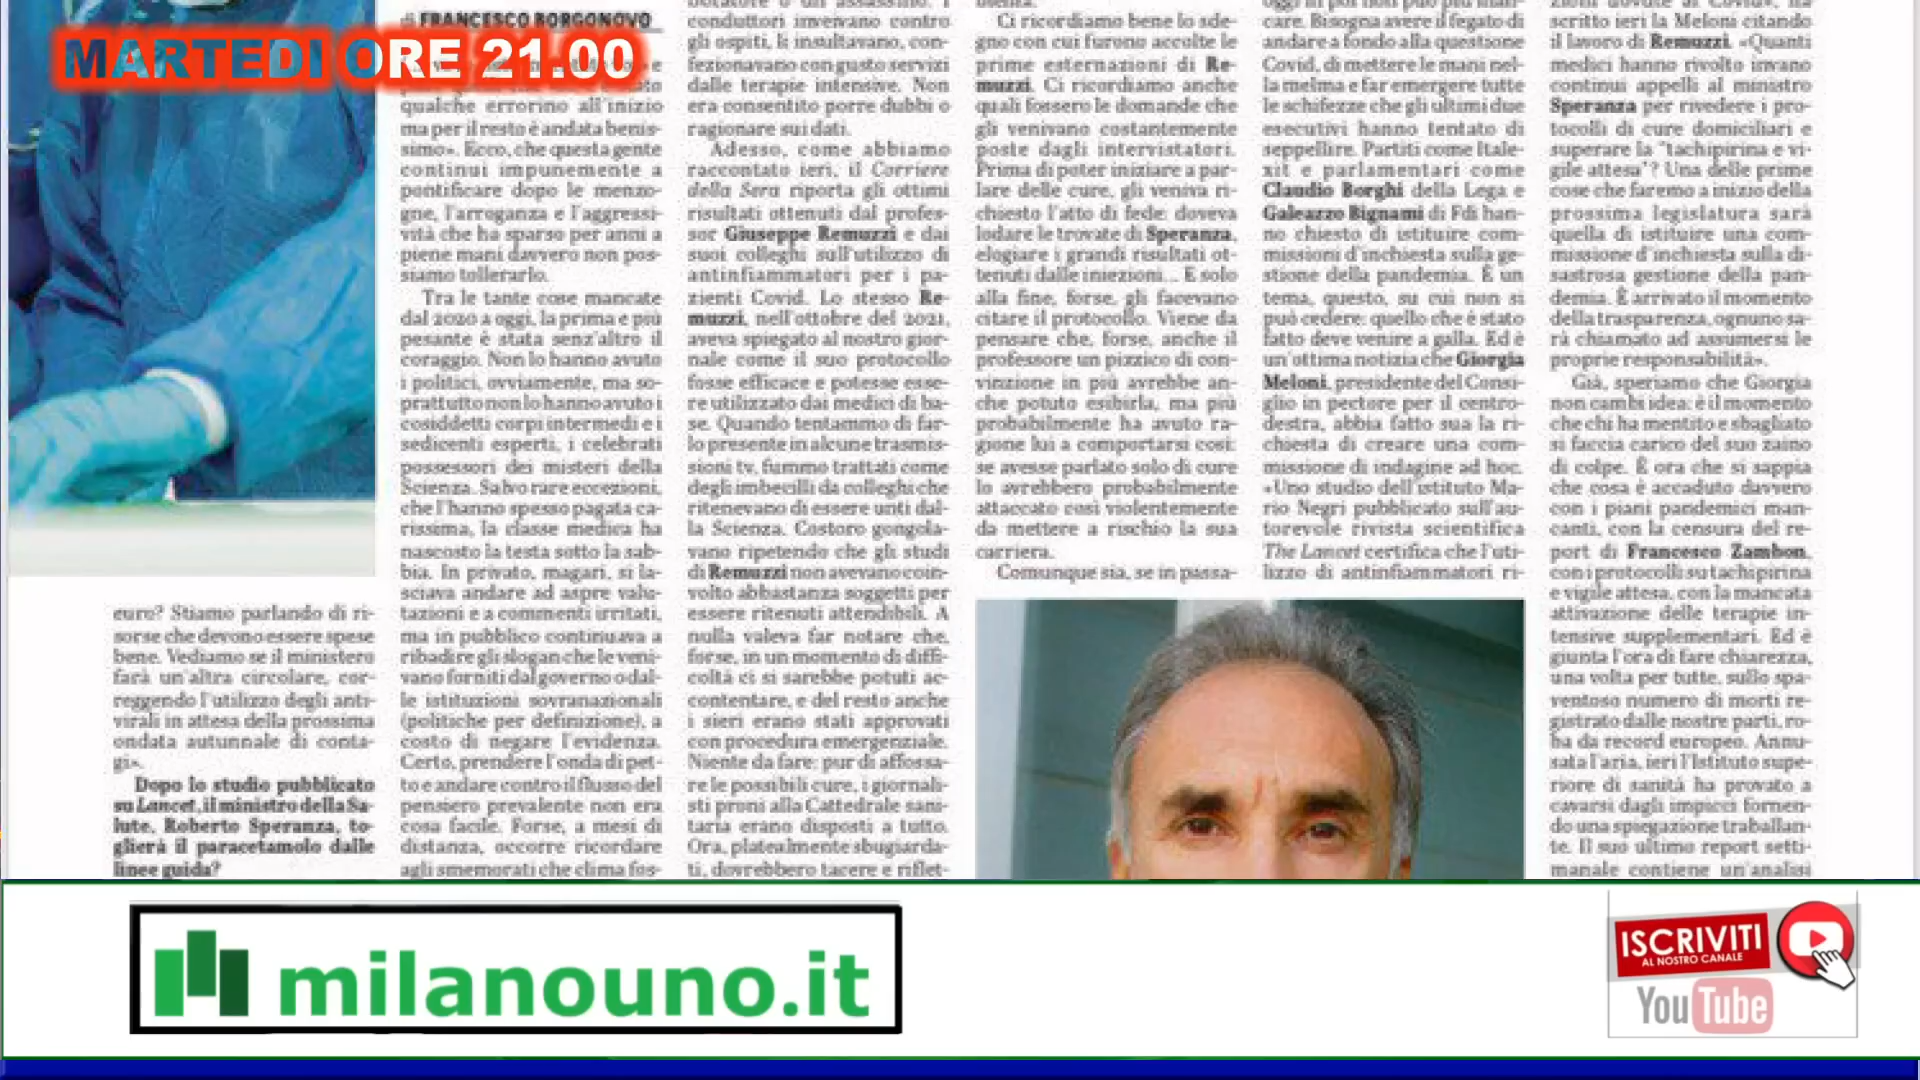 MARTEDI ORE 21.00
euro? Stiamo parlando di ri-
sorse che devono essere spese
bene. Vediamo se il ministero
farà un'altra circolare, cor-
reggendo l'utilizzo degli anti-
virali in attesa della prossima
ondata autunnale di conta-
gi».
Dopo lo studio pubblicato
su Lancet, il ministro della Sa-
lute, Roberto Speranza, to-
glierà il paracetamolo dalle
linee guida?
di FRANCESCO BORGONOVO
qualche errorino all'inizio
ma per il resto è andata benis-
simo». Ecco, che questa gente
continui impunemente a
pontificare dopo le menzo-
gne, l'arroganza e l'aggressi-
vità che ha sparso per anni a
piene mani davvero non pos-
siamo tollerarlo.
Tra le tante cose mancate
dal 2020 a oggi, la prima e più
pesante è stata senz'altro il
coraggio. Non lo hanno avuto
i politici, ovviamente, ma so-
prattutto non lo hanno avuto i
cosiddetti corpi intermedi e i
sedicenti esperti, i celebrati
possessori dei misteri della
Scienza. Salvo rare eccezioni,
che l'hanno spesso pagata ca-
rissima, la classe medica ha
nascosto la testa sotto la sab-
bia. In privato, magari, si la-
sciava andare ad aspre valu-
tazioni e a commenti irritati,
ma in pubblico continuava a
ribadire gli slogan che le veni-
vano forniti dal governo o dal-
le istituzioni sovranazionali
(politiche per definizione), a
costo di negare l'evidenza.
Certo, prendere l'onda di pet-
to e andare contro il flusso del
pensiero prevalente non era
cosa facile. Forse, a mesi di
distanza, occorre ricordare
agli smemorati che clima fos-
conduttori inveivano contro
gli ospiti, li insultavano, con-
fezionavano con gusto servizi
dalle terapie intensive. Non
era consentito porre dubbi o
ragionare sui dati.
Adesso, come abbiamo
raccontato ieri, il Corriere
della Sera riporta gli ottimi
risultati ottenuti dal profes-
sor Giuseppe Remuzzi e dai
suoi colleghi sull'utilizzo di
antinfiammatori per i pa-
zienti Covid. Lo stesso Re-
muzzi, nell'ottobre del 2021,
aveva spiegato al nostro gior-
nale come il suo protocollo
fosse efficace e potesse esse-
re utilizzato dai medici di ba-
se. Quando tentammo di far-
lo presente in alcune trasmis-
sioni tv, fummo trattati come
degli imbecilli da colleghi che
ritenevano di essere unti dal-
la Scienza. Costoro gongola-
vano ripetendo che gli studi
di Remuzzi non avevano coin-
volto abbastanza soggetti per
essere ritenuti attendibili. A
nulla valeva far notare che,
forse, in un momento di diffi-
coltà ci si sarebbe potuti ac-
contentare, e del resto anche
i sieri erano stati approvati
con procedura emergenziale.
Niente da fare: pur di affossa-
re le possibili cure, i giornali-
sti proni alla Cattedrale sani-
taria erano disposti a tutto.
Ora, platealmente sbugiarda-
ti, dovrebbero tacere e riflet-
Ci ricordiamo bene lo sde-
gno con cui furono accolte le
prime esternazioni di Re-
muzzi. Ci ricordiamo anche
quali fossero le domande che
gli venivano costantemente
poste dagli intervistatori.
Prima di poter iniziare a par-
lare delle cure, gli veniva ri-
chiesto l'atto di fede: doveva
lodare le trovate di Speranza,
elogiare i grandi risultati ot-
tenuti dalle iniezioni... E solo
alla fine, forse, gli facevano
citare il protocollo. Viene da
pensare che, forse, anche il
professore un pizzico di con-
vinzione in più avrebbe an-
che potuto esibirla, ma più
probabilmente ha avuto ra-
gione lui a comportarsi così:
se avesse parlato solo di cure
lo avrebbero probabilmente
attaccato così violentemente
da mettere a rischio la sua
carriera.
Comunque sia, se in passa-
care. Bisogna avere il fegato di
andare a fondo alla questione
Covid, di mettere le mani nel-
la melma e far emergere tutte
le schifezze che gli ultimi due
esecutivi hanno tentato di
seppellire. Partiti come Itale-
xit e parlamentari come
Claudio Borghi della Lega e
Galeazzo Bignami di Fdi han-
no chiesto di istituire com-
missioni d'inchiesta sulla ge-
stione della pandemia. È un
tema, questo, su cui non si
può cedere: quello che è stato
fatto deve venire a galla. Ed è
un'ottima notizia che Giorgia
Meloni, presidente del Consi-
glio in pectore per il centro-
destra, abbia fatto sua la ri-
chiesta di creare una com-
missione di indagine ad hoc.
«Uno studio dell'istituto Ma-
rio Negri pubblicato sull'au-
torevole rivista scientifica
The Lancet certifica che l'uti-
lizzo di antinfiammatori ri-
scritto ieri la Meloni citando
il lavoro di Remuzzi. «Quanti
medici hanno rivolto invano
continui appelli al ministro
Speranza per rivedere i pro-
tocolli di cure domiciliari e
superare la "tachipirina e vi-
gile attesa"? Una delle prime
cose che faremo a inizio della
prossima legislatura sarà
quella di istituire una com-
missione d'inchiesta sulla di-
sastrosa gestione della pan-
demia. È arrivato il momento
della trasparenza, ognuno sa-
rà chiamato ad assumersi le
proprie responsabilità».
Già, speriamo che Giorgia
non cambi idea: è il momento
che chi ha mentito e sbagliato
si faccia carico del suo zaino
di colpe. È ora che si sappia
che cosa è accaduto davvero
con i piani pandemici man-
canti, con la censura del re-
port di Francesco Zambon,
con i protocolli su tachipirina
e vigile attesa, con la mancata
attivazione delle terapie in-
tensive supplementari. Ed è
giunta l'ora di fare chiarezza,
una volta per tutte, sullo spa-
ventoso numero di morti re-
gistrato dalle nostre parti, ro-
ba da record europeo. Annu-
sata l'aria, ieri l'Istituto supe-
riore di sanità ha provato a
cavarsi dagli impicci fornen-
do una spiegazione traballan-
te. Il suo ultimo report setti-
manale contiene un'analisi
milanouno.it
ISCRIVITI
AL NOSTRO CANALE
YouTube